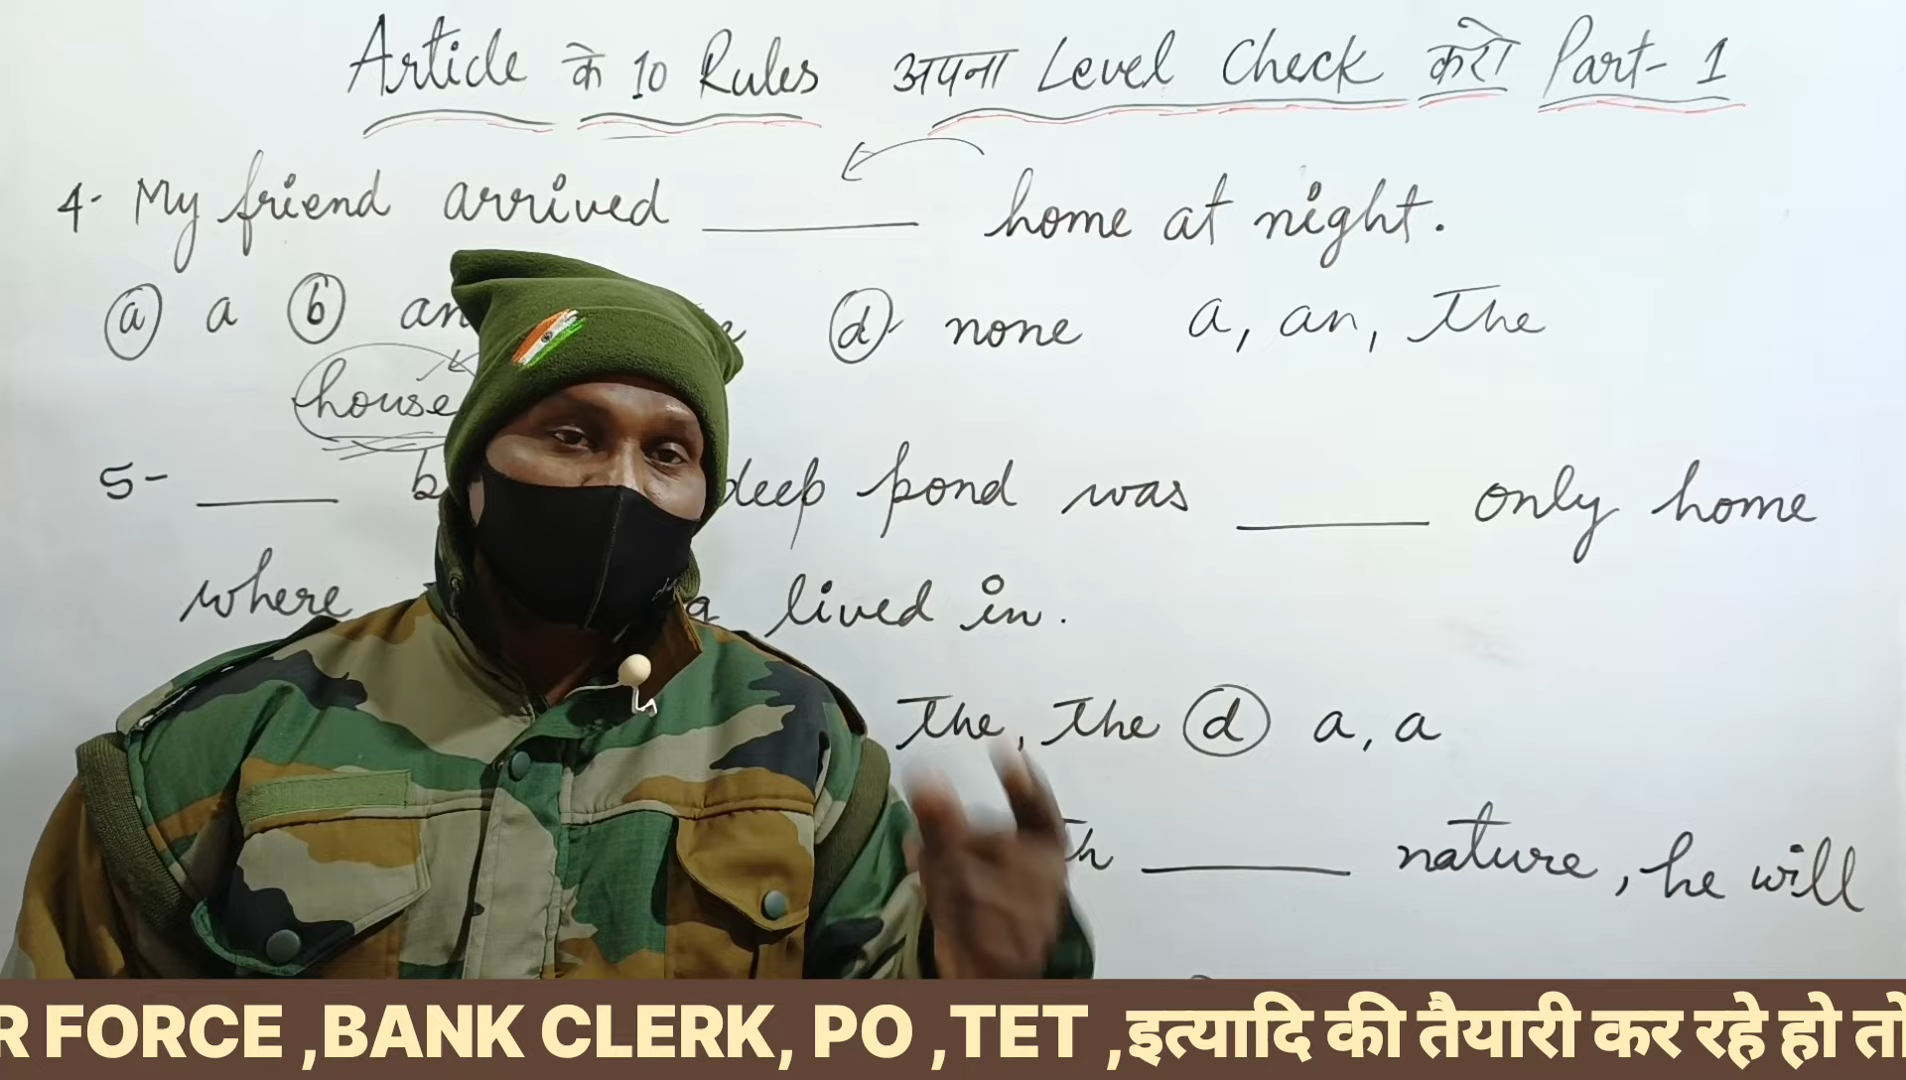 Article के 10 Rules अपना Level Check करो Part- 1
4- My friend arrived ______ home at night.
(a) a (b) an (d) none a, an, The
house
5- ______ deep pond was ______ only home
where lived in.
The, The (d) a, a
______ nature, he will
FORCE ,BANK CLERK, PO ,TET ,इत्यादि की तैयारी कर रहे हो तो